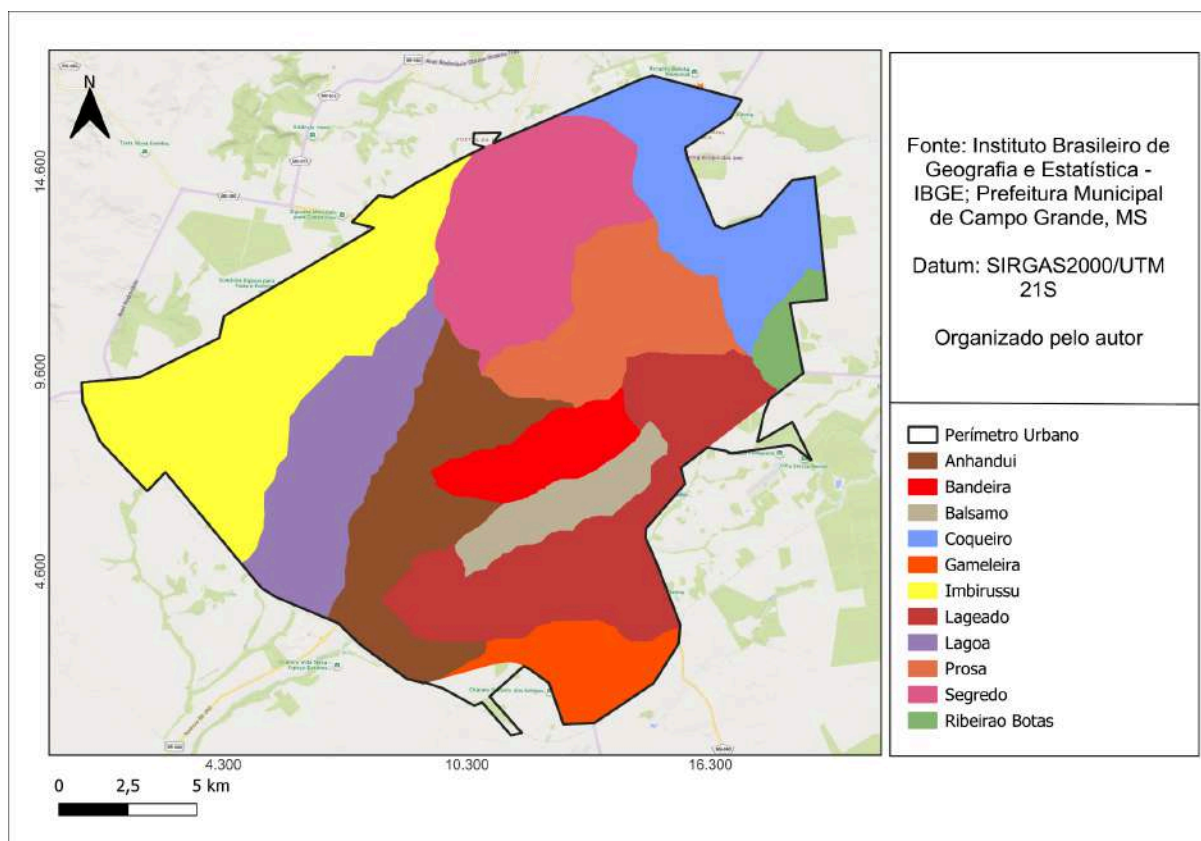 N
14.600
9.600
4.600
4.300
10.300
16.300
0 2,5 5 km
Fonte: Instituto Brasileiro de
Geografia e Estatística -
IBGE; Prefeitura Municipal
de Campo Grande, MS
Datum: SIRGAS2000/UTM
21S
Organizado pelo autor
Perímetro Urbano
Anhandui
Bandeira
Balsamo
Coqueiro
Gameleira
Imbirussu
Lageado
Lagoa
Prosa
Segredo
Ribeirao Botas